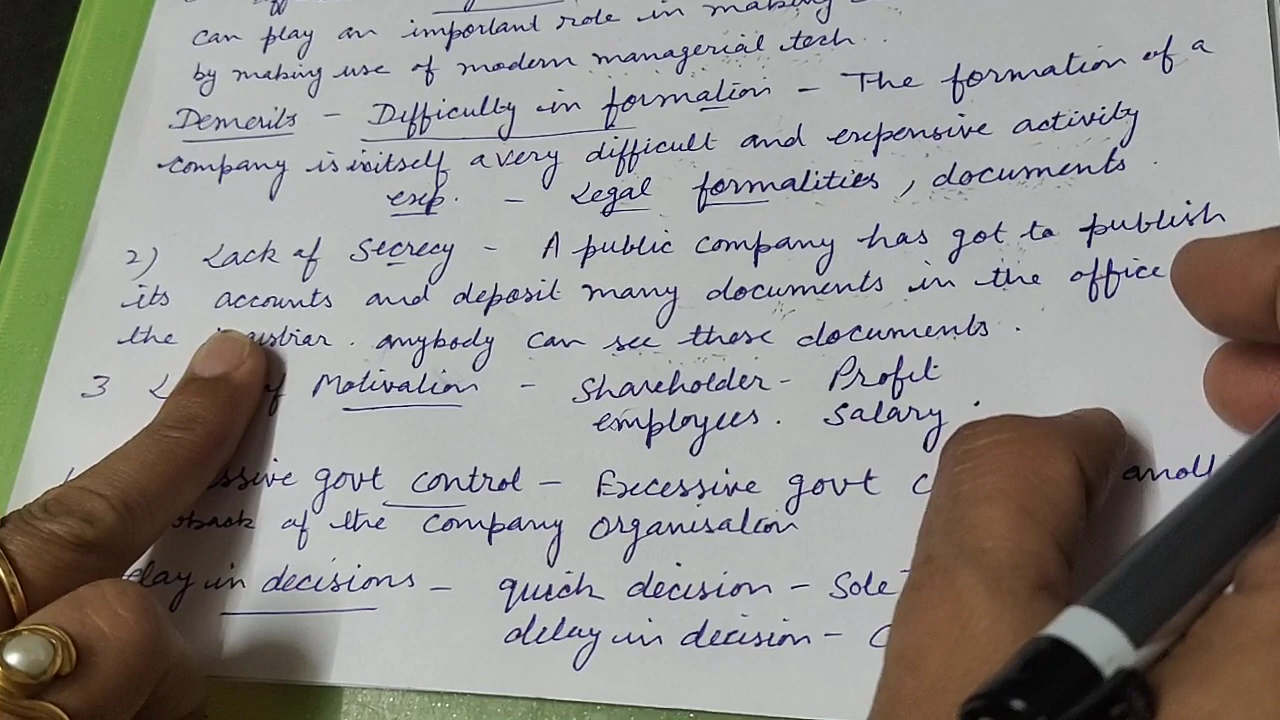 can play an important role in making
by making use of modern managerial tech.
Demerits - Difficulty in formation - The formation of a
company is initself a very difficult and expensive activity
exp. - Legal formalities, documents.
2) Lack of Secrecy - A public company has got to publish
its accounts and deposit many documents in the office
the anybody can see these documents.
3 of Motivation - Shareholder - Profit
employees. Salary.
govt control - Excessive govt
of the company organisation
in decisions - quick decision - Sole
delay in decision -